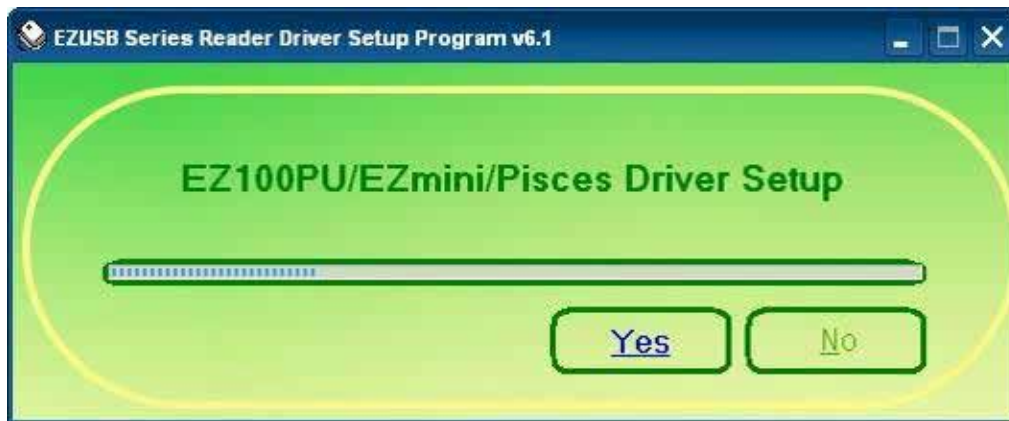 EZUSB Series Reader Driver Setup Program v6.1
EZ100PU/EZmini/Pisces Driver Setup
Yes No